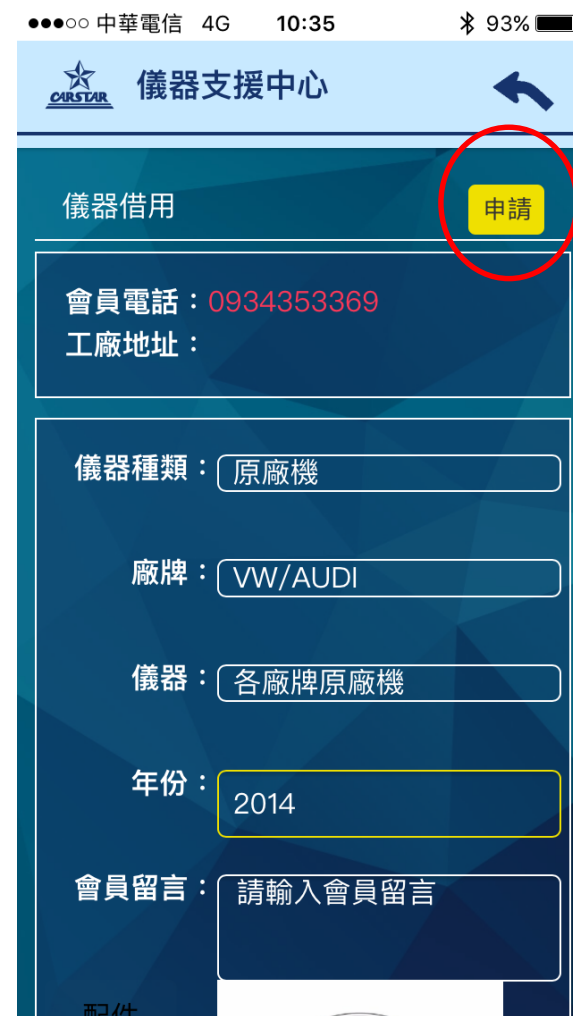 中華電信 4G 10:35 93%
CARSTAR 儀器支援中心
儀器借用 申請
會員電話：0934353369
工廠地址：
儀器種類： 原廠機
廠牌： VW/AUDI
儀器： 各廠牌原廠機
年份： 2014
會員留言： 請輸入會員留言
配件